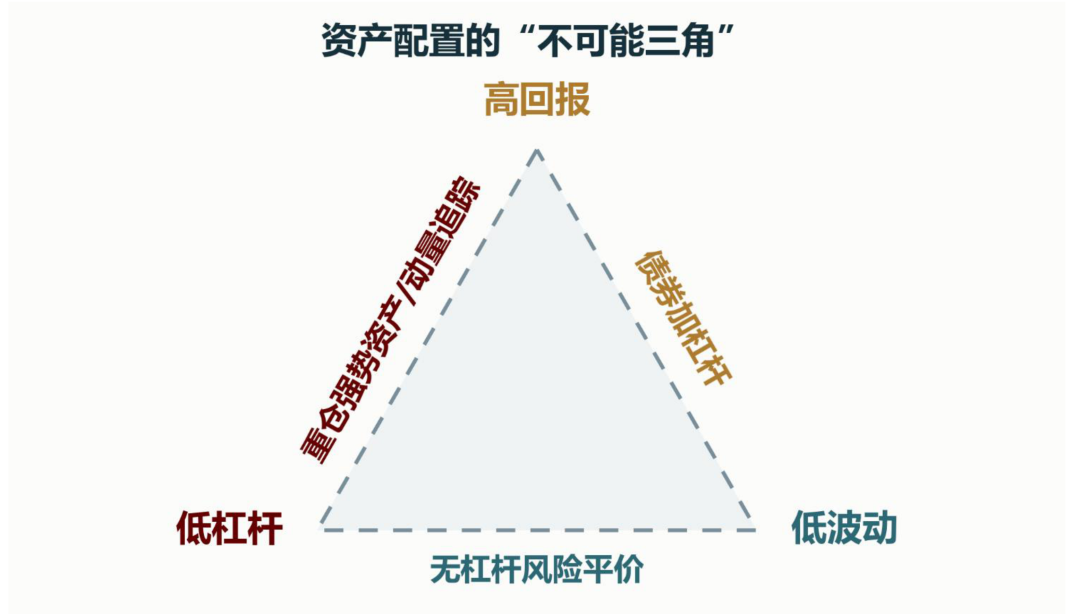 资产配置的“不可能三角”
高回报
重仓强势资产/动量追踪
债券加杠杆
低杠杆
低波动
无杠杆风险平价